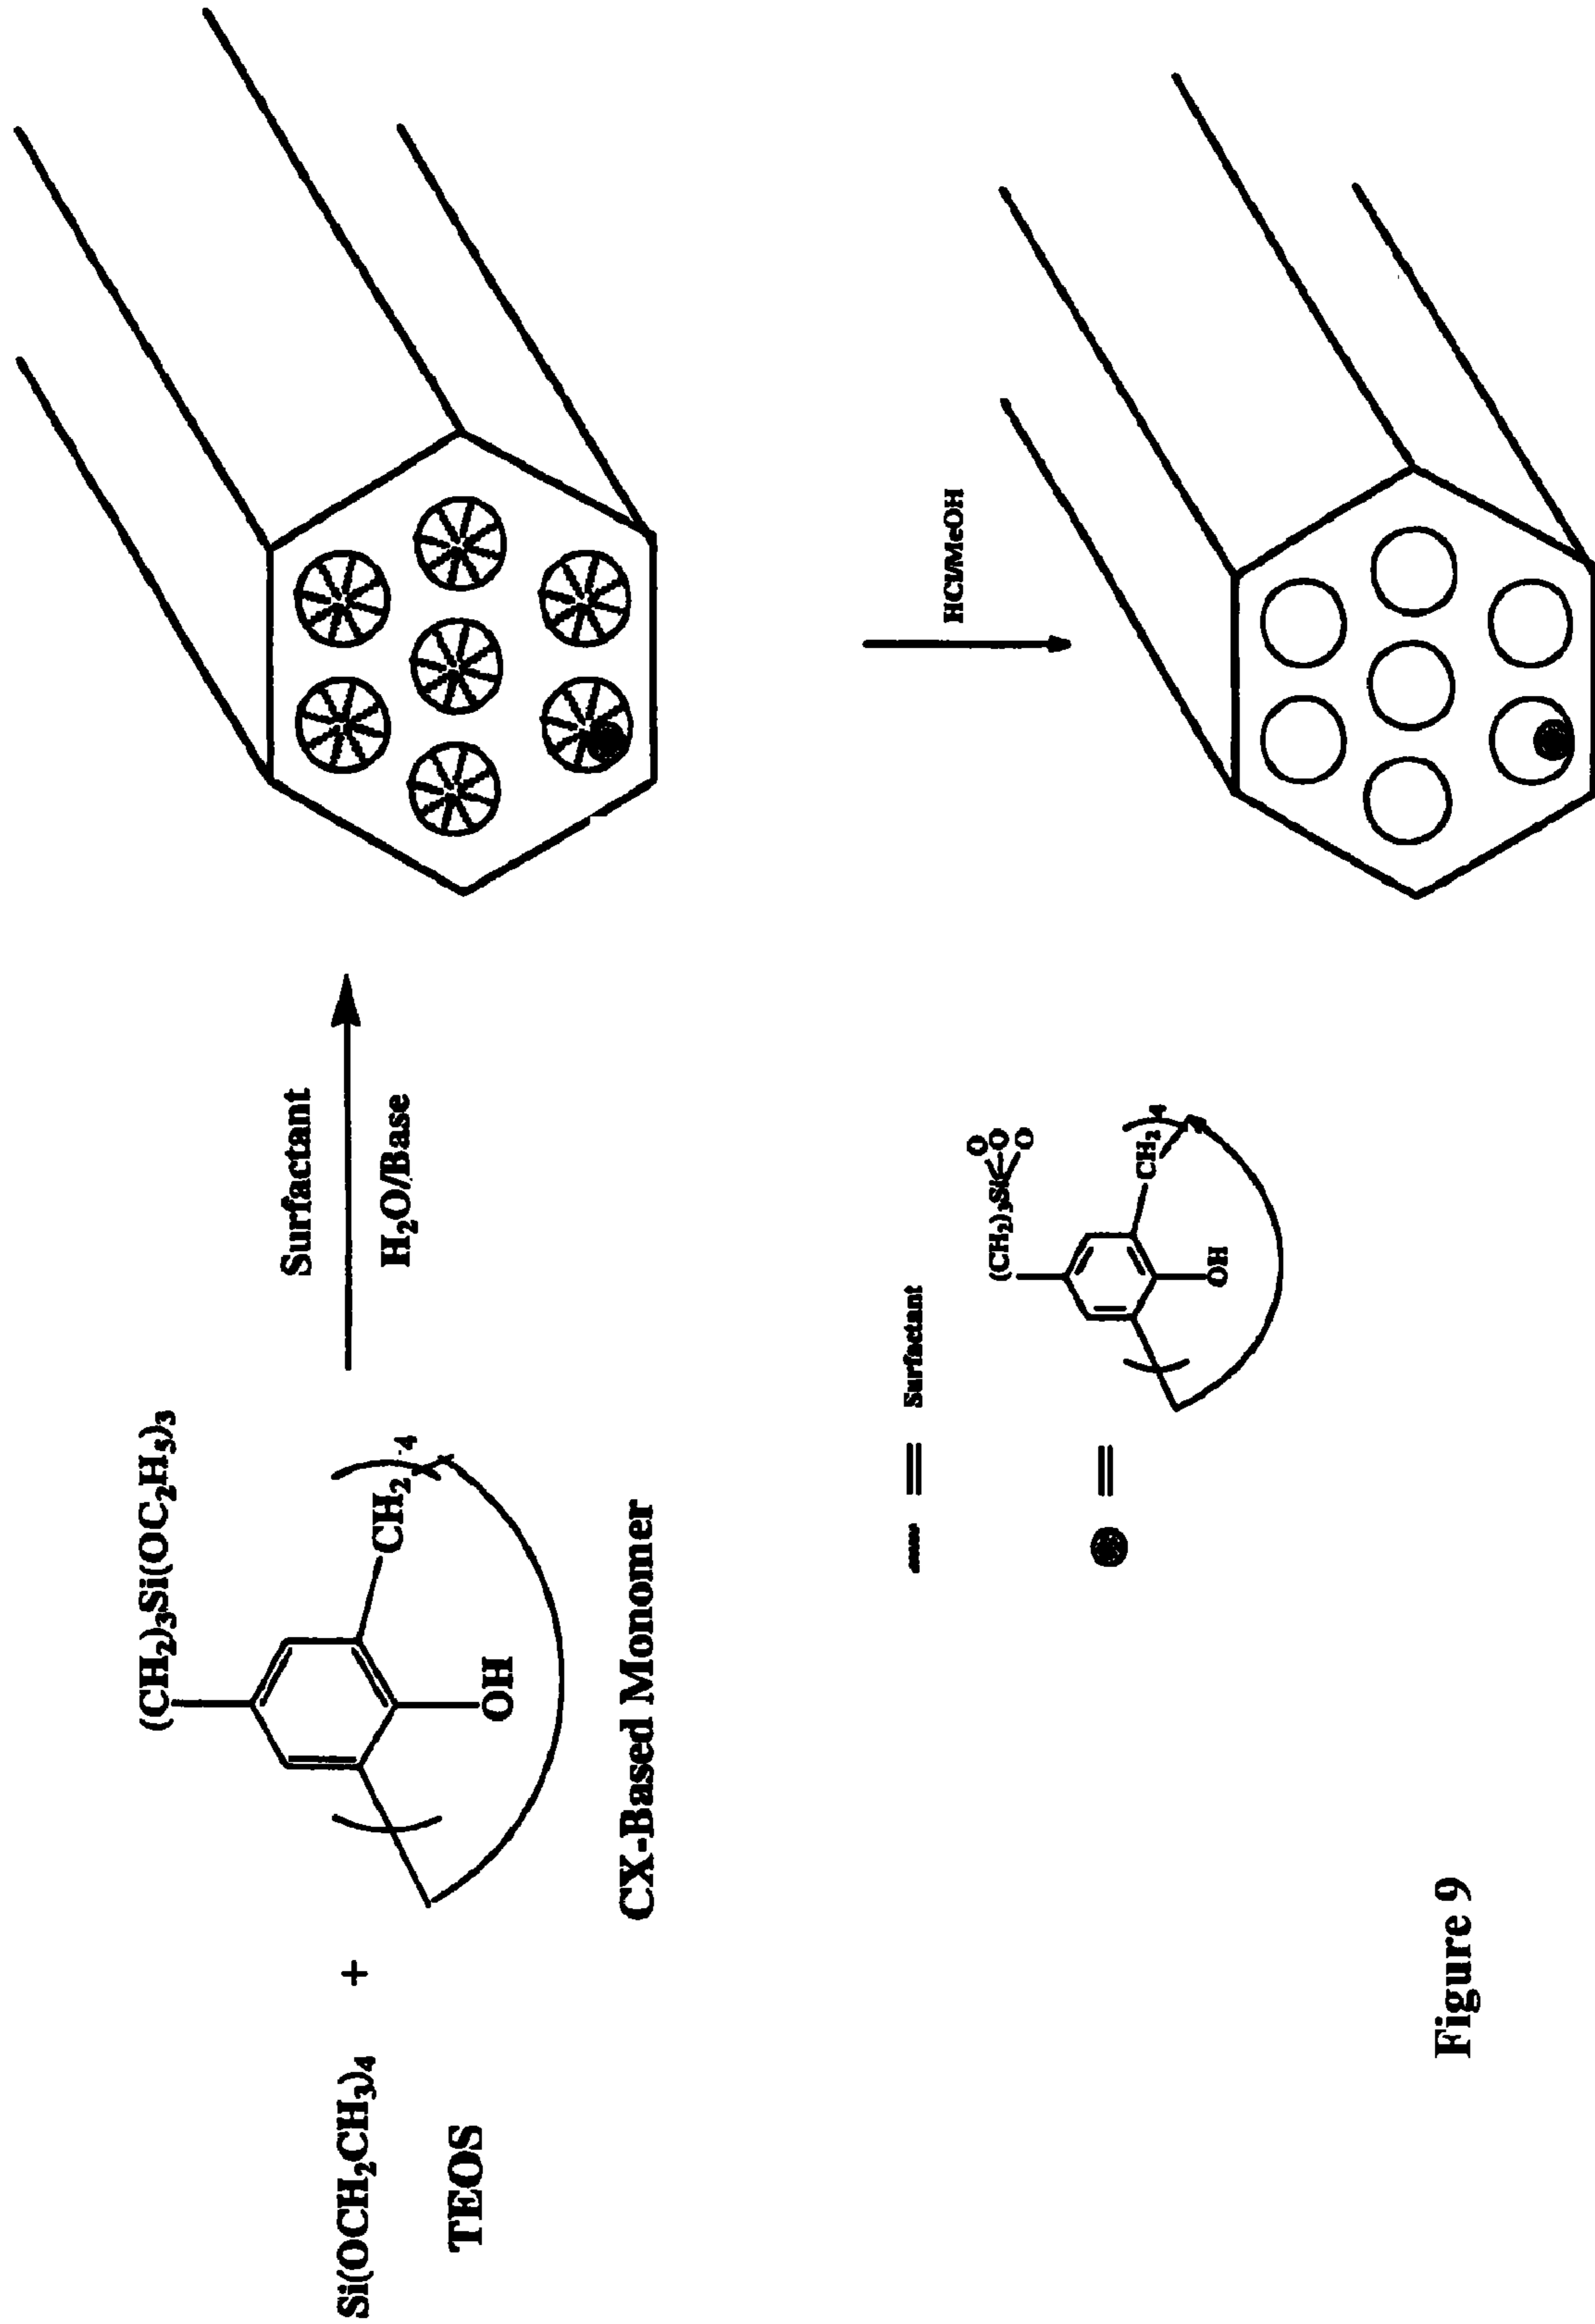 Si(OCH₂CH₃)₄
+
TEOS
(CH₂)₃Si(OC₂H₅)₃
CH₂
4
OH
CX-Based Monomer
Surfactant
H₂O/Base
HCl/MeOH
= Surfactant
=
(CH₂)₃Si
O
O
O
CH₂
4
OH
Figure 9